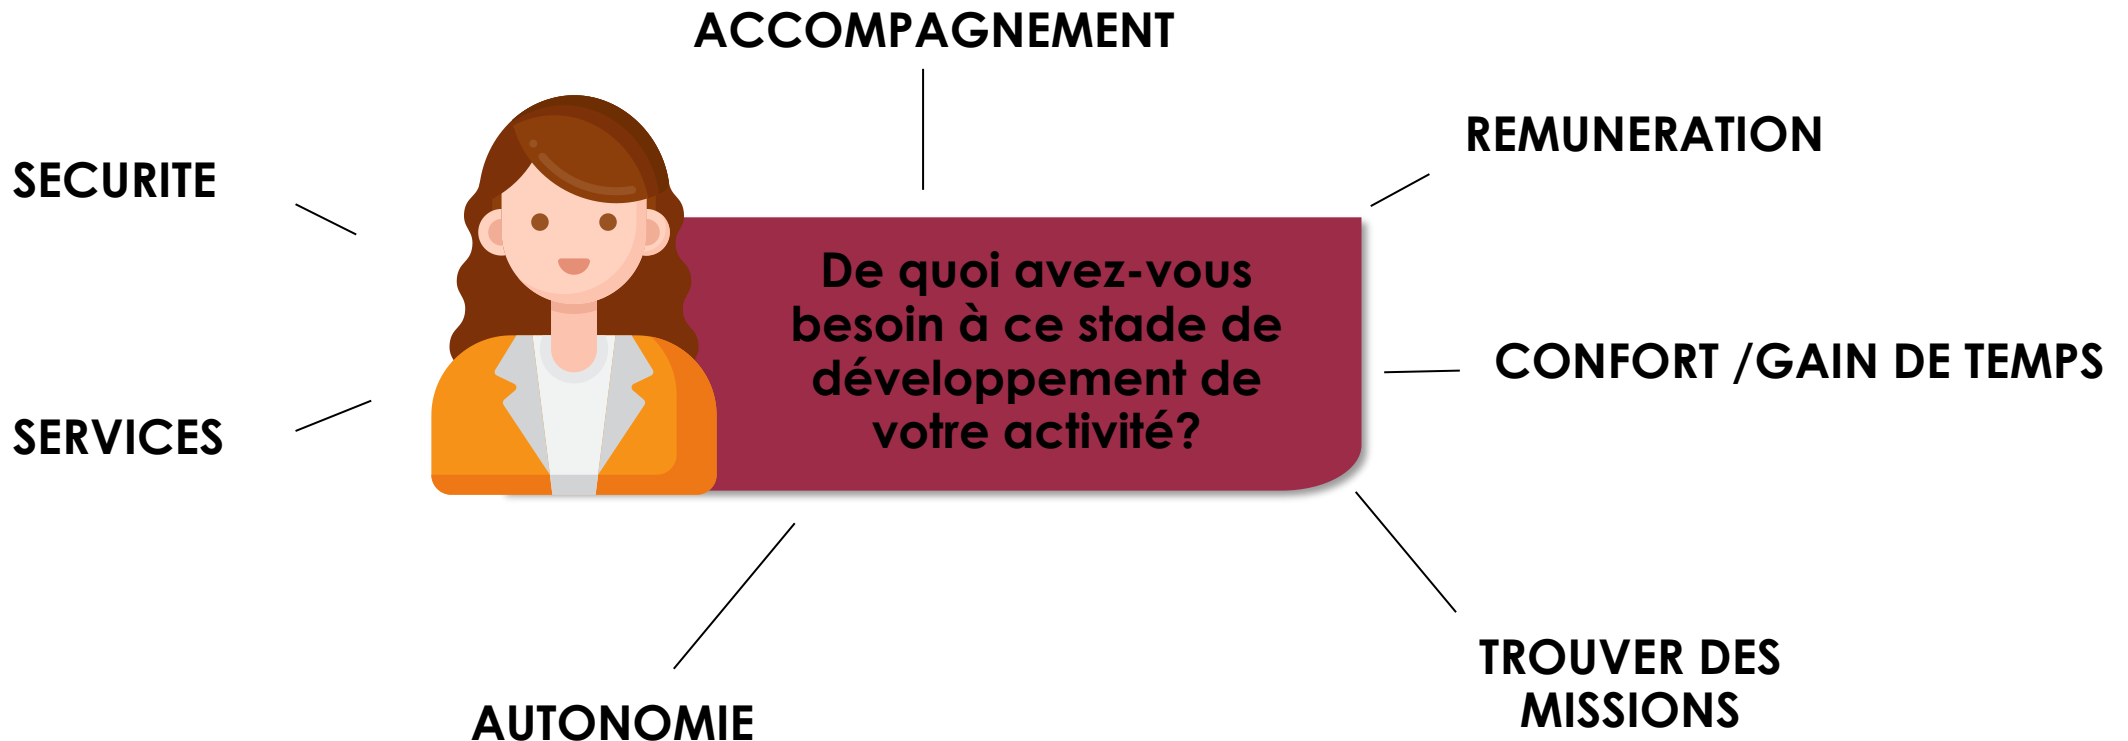 ACCOMPAGNEMENT
REMUNERATION
SECURITE
De quoi avez-vous
besoin à ce stade de
développement de
votre activité?
CONFORT /GAIN DE TEMPS
SERVICES
TROUVER DES
MISSIONS
AUTONOMIE